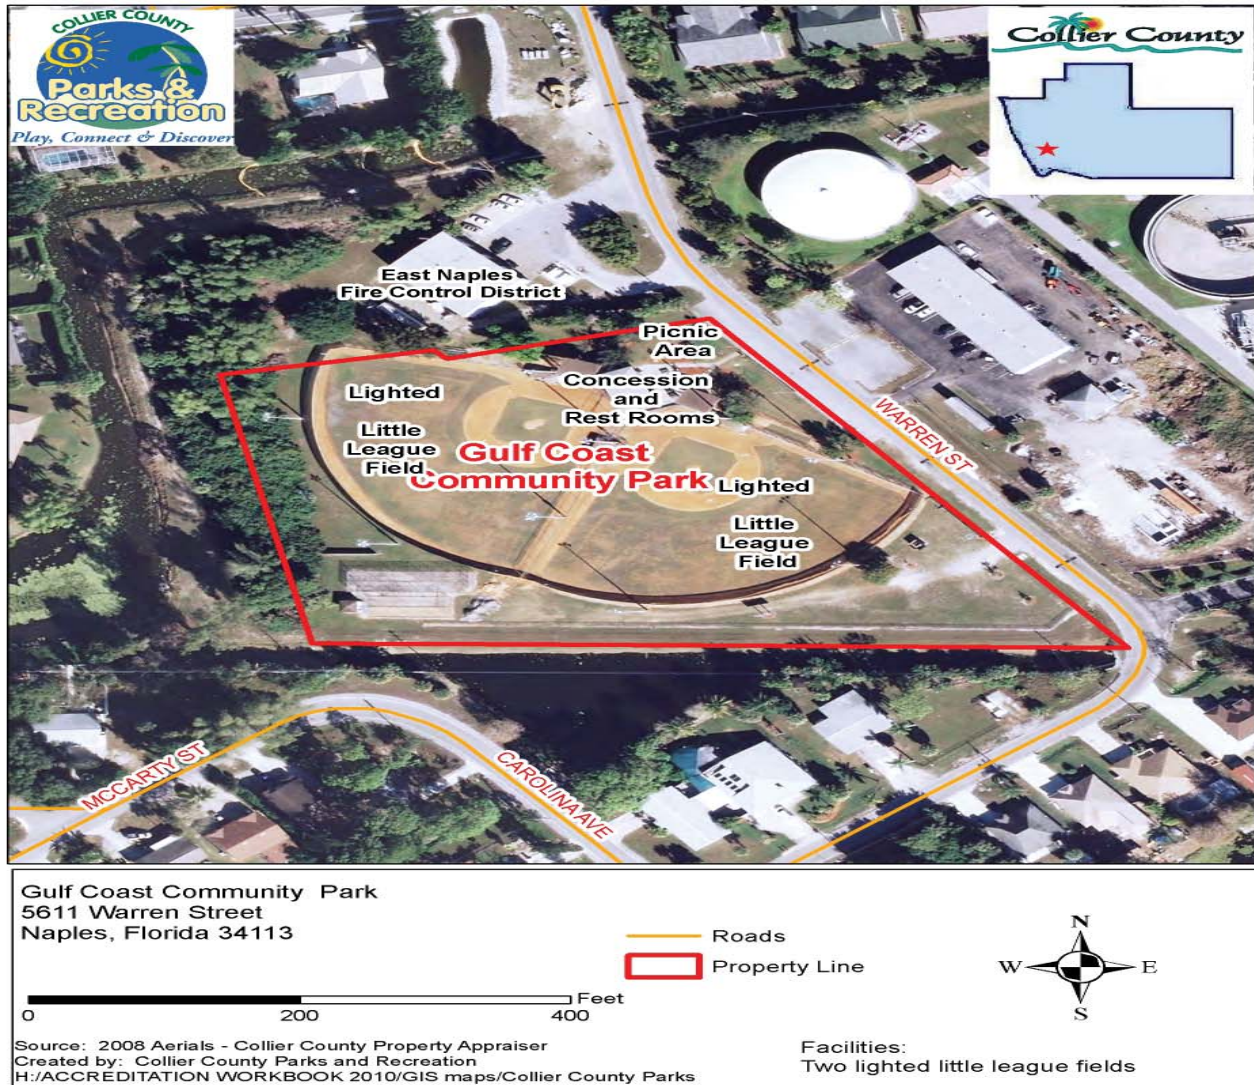 COLLIER COUNTY
Parks &
Recreation
Play, Connect & Discover
Collier County
East Naples
Fire Control District
Picnic
Area
Lighted
Concession
and
Rest Rooms
Little
League
Field
Gulf Coast
Community Park
Lighted
Little
League
Field
WARREN ST
MCCARTY ST
CAROLINA AVE
Gulf Coast Community  Park
5611 Warren Street
Naples, Florida 34113
Roads
Property Line
N
W
E
S
Feet
0
200
400
Source:  2008 Aerials - Collier County Property Appraiser
Created by:  Collier County Parks and Recreation
H:/ACCREDITATION WORKBOOK 2010/GIS maps/Collier County Parks
Facilities:
Two lighted little league fields